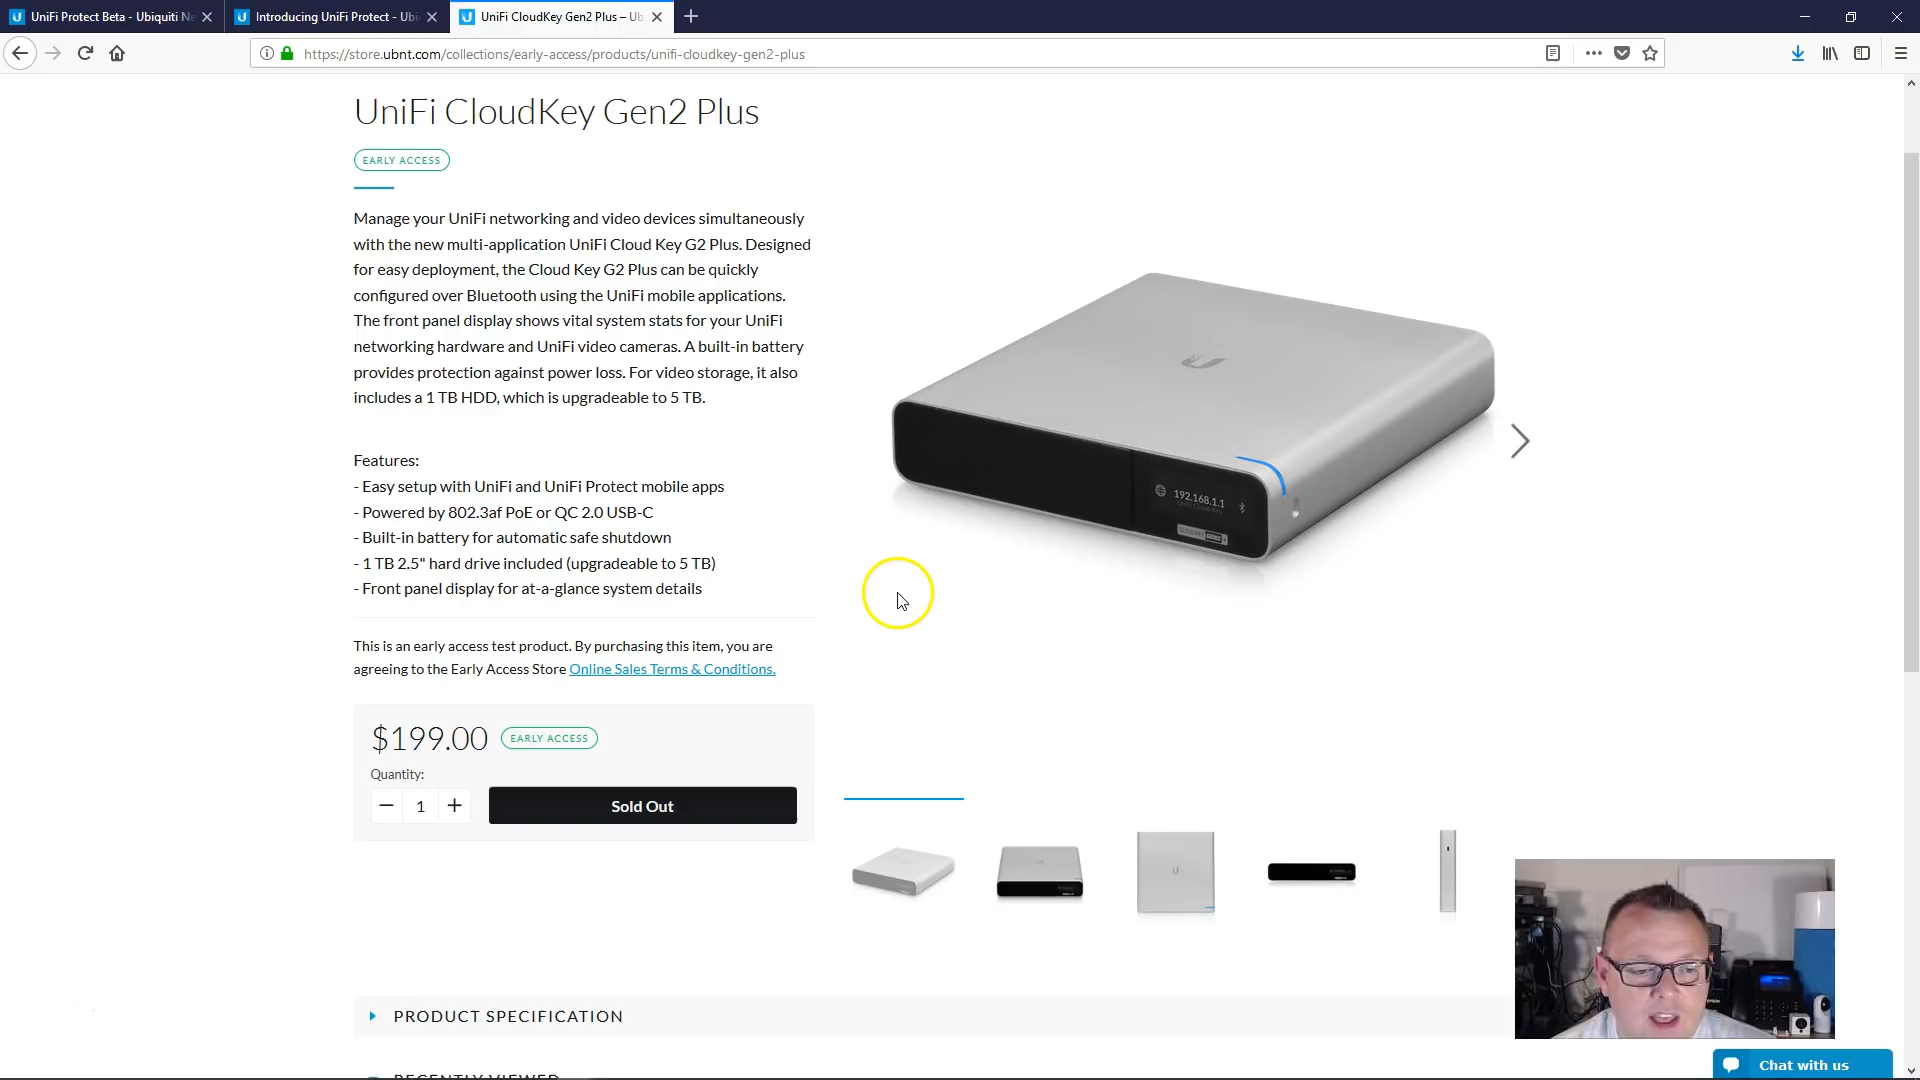 UniFi Protect Beta - Ubiquiti Ne
Introducing UniFi Protect - Ubi
UniFi CloudKey Gen2 Plus – Ub
https://store.ubnt.com/collections/early-access/products/unifi-cloudkey-gen2-plus
UniFi CloudKey Gen2 Plus
EARLY ACCESS
Manage your UniFi networking and video devices simultaneously
with the new multi-application UniFi Cloud Key G2 Plus. Designed
for easy deployment, the Cloud Key G2 Plus can be quickly
configured over Bluetooth using the UniFi mobile applications.
The front panel display shows vital system stats for your UniFi
networking hardware and UniFi video cameras. A built-in battery
provides protection against power loss. For video storage, it also
includes a 1 TB HDD, which is upgradeable to 5 TB.
Features:
- Easy setup with UniFi and UniFi Protect mobile apps
- Powered by 802.3af PoE or QC 2.0 USB-C
- Built-in battery for automatic safe shutdown
- 1 TB 2.5" hard drive included (upgradeable to 5 TB)
- Front panel display for at-a-glance system details
This is an early access test product. By purchasing this item, you are
agreeing to the Early Access Store Online Sales Terms & Conditions.
$199.00 EARLY ACCESS
Quantity:
− 1 + Sold Out
192.168.1.1
UniFi Cloud Key
CLOUDKEY GEN2 +
PRODUCT SPECIFICATION
RECENTLY VIEWED
Chat with us